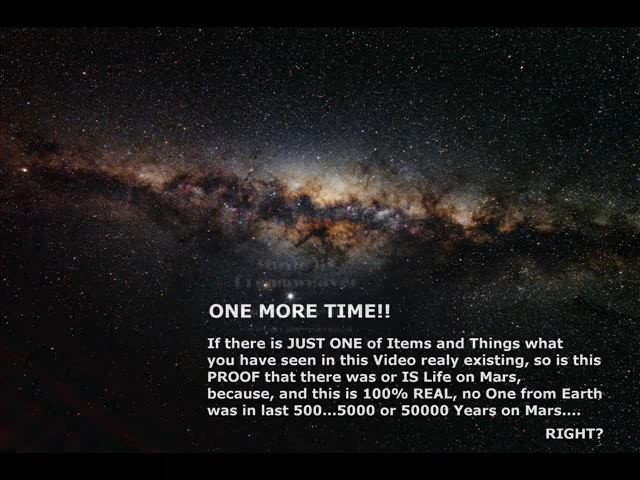 ONE MORE TIME!!
If there is JUST ONE of Items and Things what
you have seen in this Video realy existing, so is this
PROOF that there was or IS Life on Mars,
because, and this is 100% REAL, no One from Earth
was in last 500...5000 or 50000 Years on Mars....
RIGHT?